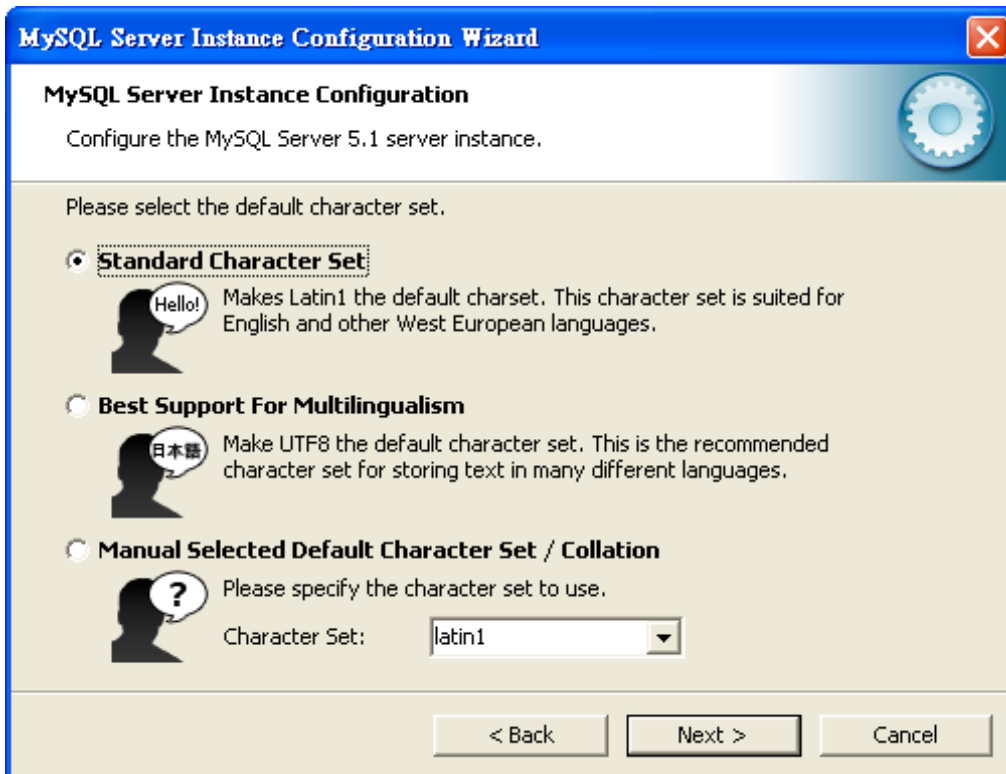 MySQL Server Instance Configuration Wizard
MySQL Server Instance Configuration
Configure the MySQL Server 5.1 server instance.
Please select the default character set.
Standard Character Set
Hello!
Makes Latin1 the default charset. This character set is suited for
English and other West European languages.
Best Support For Multilingualism
日本語
Make UTF8 the default character set. This is the recommended
character set for storing text in many different languages.
Manual Selected Default Character Set / Collation
?
Please specify the character set to use.
Character Set:
latin1
< Back
Next >
Cancel